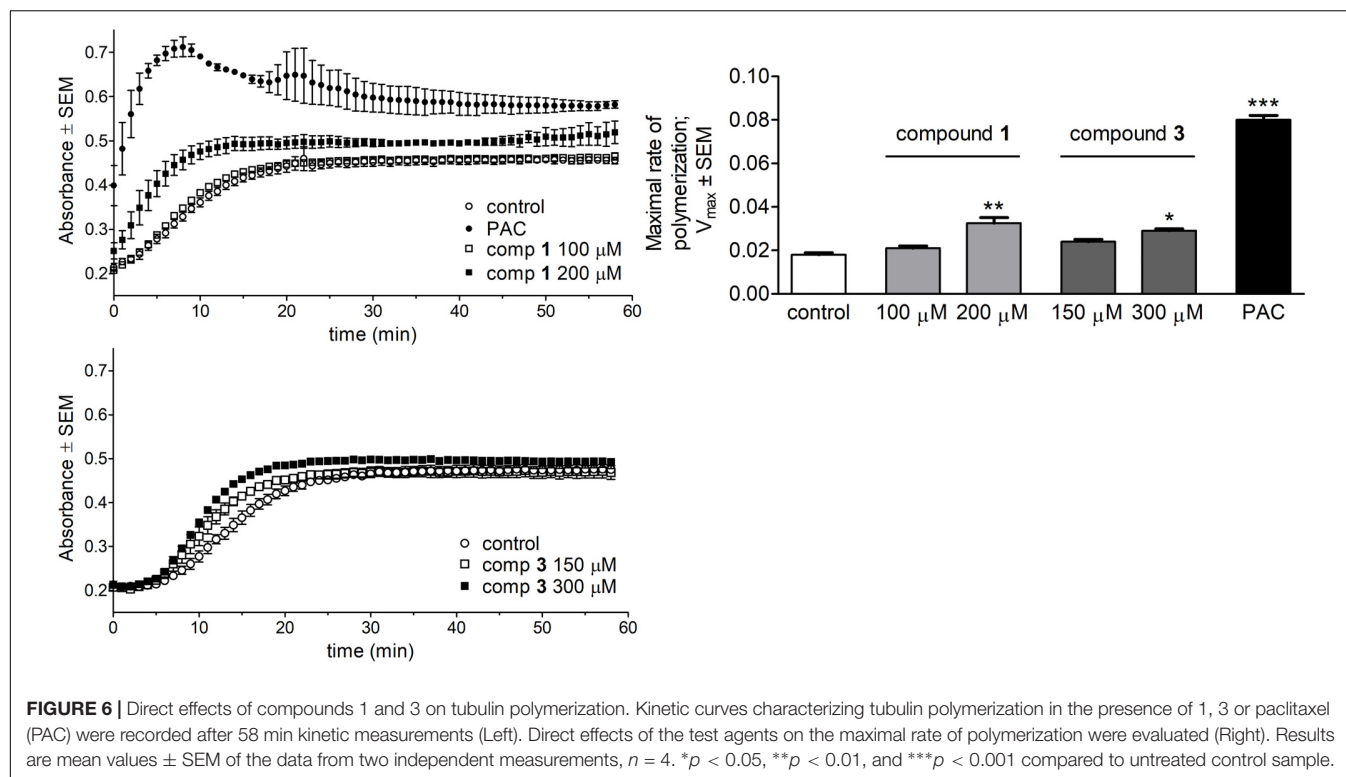 0.7
0.6
0.5
0.4
0.3
0.2
Absorbance ± SEM
○ control
● PAC
□ comp 1 100 μM
■ comp 1 200 μM
0 10 20 30 40 50 60
time (min)
0.10
0.08
0.06
0.04
0.02
0.00
Maximal rate of
polymerization;
Vmax ± SEM
compound 1
compound 3
**
*
***
control 100 μM 200 μM 150 μM 300 μM PAC
0.7
0.6
0.5
0.4
0.3
0.2
Absorbance ± SEM
○ control
□ comp 3 150 μM
■ comp 3 300 μM
0 10 20 30 40 50 60
time (min)
FIGURE 6 | Direct effects of compounds 1 and 3 on tubulin polymerization. Kinetic curves characterizing tubulin polymerization in the presence of 1, 3 or paclitaxel
(PAC) were recorded after 58 min kinetic measurements (Left). Direct effects of the test agents on the maximal rate of polymerization were evaluated (Right). Results
are mean values ± SEM of the data from two independent measurements, n = 4. *p < 0.05, **p < 0.01, and ***p < 0.001 compared to untreated control sample.